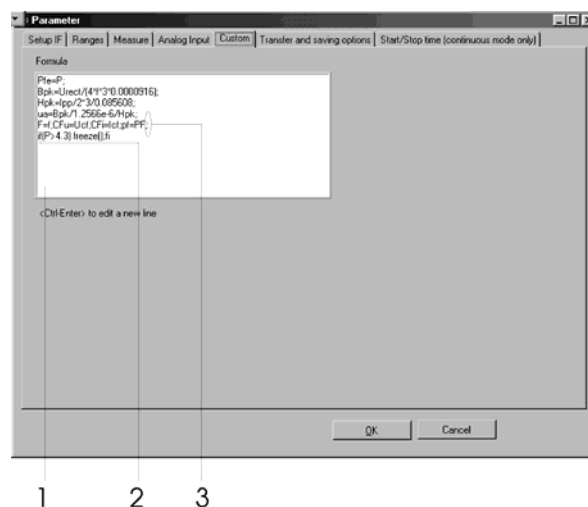 Parameter
Setup IF Ranges Measure Analog Input Custom Transfer and saving options Start/Stop time (continuous mode only)
Formula
Pfe=P;
Bpk=Urect/(4*f*3*0.0000916);
Hpk=Ipp/2*3/0.085608;
ua=Bpk/1.2566e-6/Hpk;
F=f;CFu=Ucf;CFi=Icf;pf=PF;
if(P>4.3) freeze();fi
<Ctrl-Enter> to edit a new line
OK Cancel
1 2 3